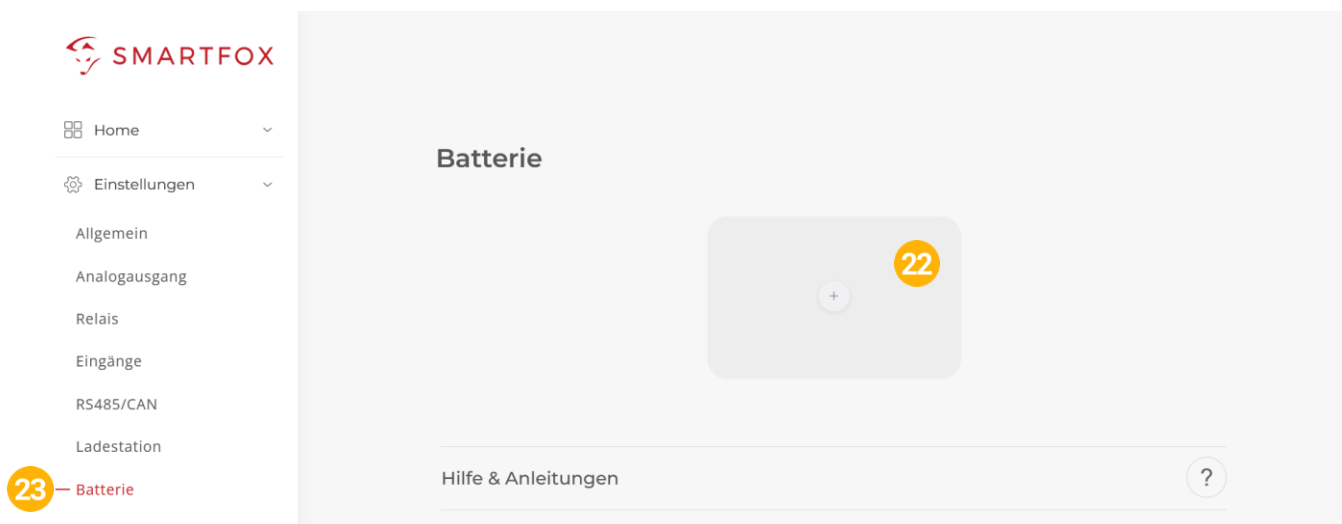 SMARTFOX
Home
Einstellungen
Allgemein
Analogausgang
Relais
Eingänge
RS485/CAN
Ladestation
23 Batterie
Batterie
22
+
Hilfe & Anleitungen
?